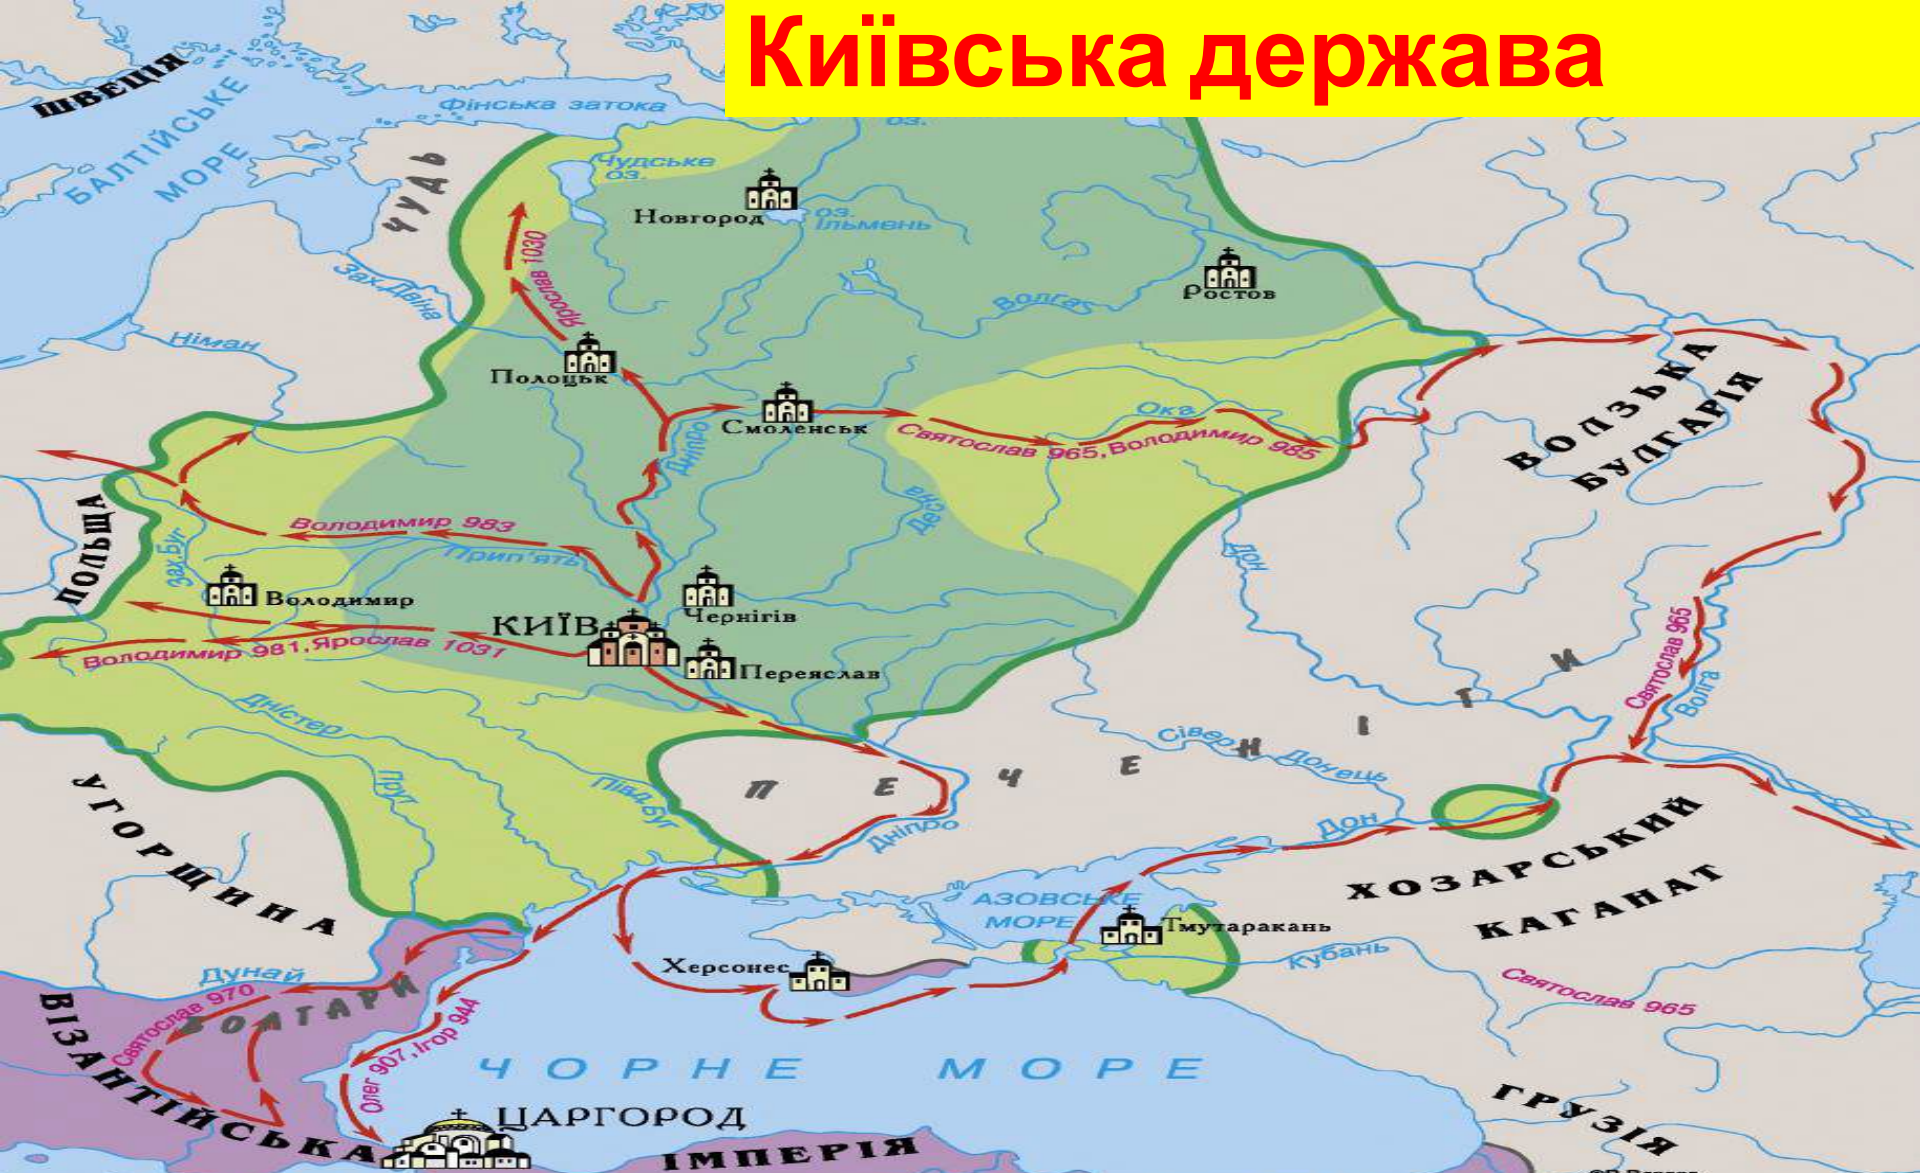 Київська держава
ШВЕЦІЯ
БАЛТІЙСЬКЕ
МОРЕ
Фінська затока
оз.
ЧУДЬ
Чудське
оз.
Новгород
оз.
Ільмень
Ростов
Волга
Зах.Двіна
Ярослав 1030
Німан
Полоцьк
Смоленськ
Дніпро
Ока
Святослав 965,Володимир 985
ВОЛЗЬКА
БУЛГАРІЯ
Десна
ПОЛЬЩА
Зах.Буг
Володимир 983
Прип'ять
Дон
Володимир
Чернігів
КИЇВ
Володимир 981,Ярослав 1031
Переяслав
Святослав 965
Волга
Дністер
ПЕЧЕНІГИ
Сівер. Донець
УГОРЩИНА
Прут
Півд.Буг
Дніпро
Дон
ХОЗАРСЬКИЙ
КАГАНАТ
АЗОВСЬКЕ
МОРЕ
Тмутаракань
Кубань
Херсонес
Святослав 965
Дунай
БОЛГАРИ
Святослав 970
Олег 907,Ігор 944
ЧОРНЕ МОРЕ
ВІЗАНТІЙСЬКА
ІМПЕРІЯ
ЦАРГОРОД
ГРУЗІЯ